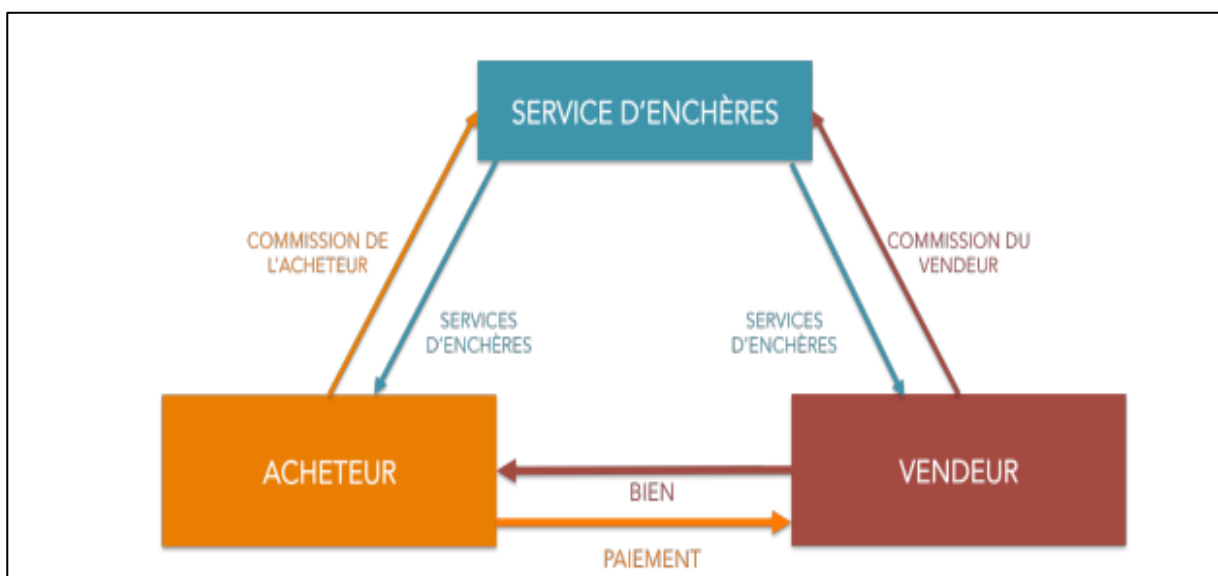 SERVICE D'ENCHÈRES
COMMISSION DE
L'ACHETEUR
COMMISSION DU
VENDEUR
SERVICES
D'ENCHÈRES
SERVICES
D'ENCHÈRES
ACHETEUR
VENDEUR
BIEN
PAIEMENT